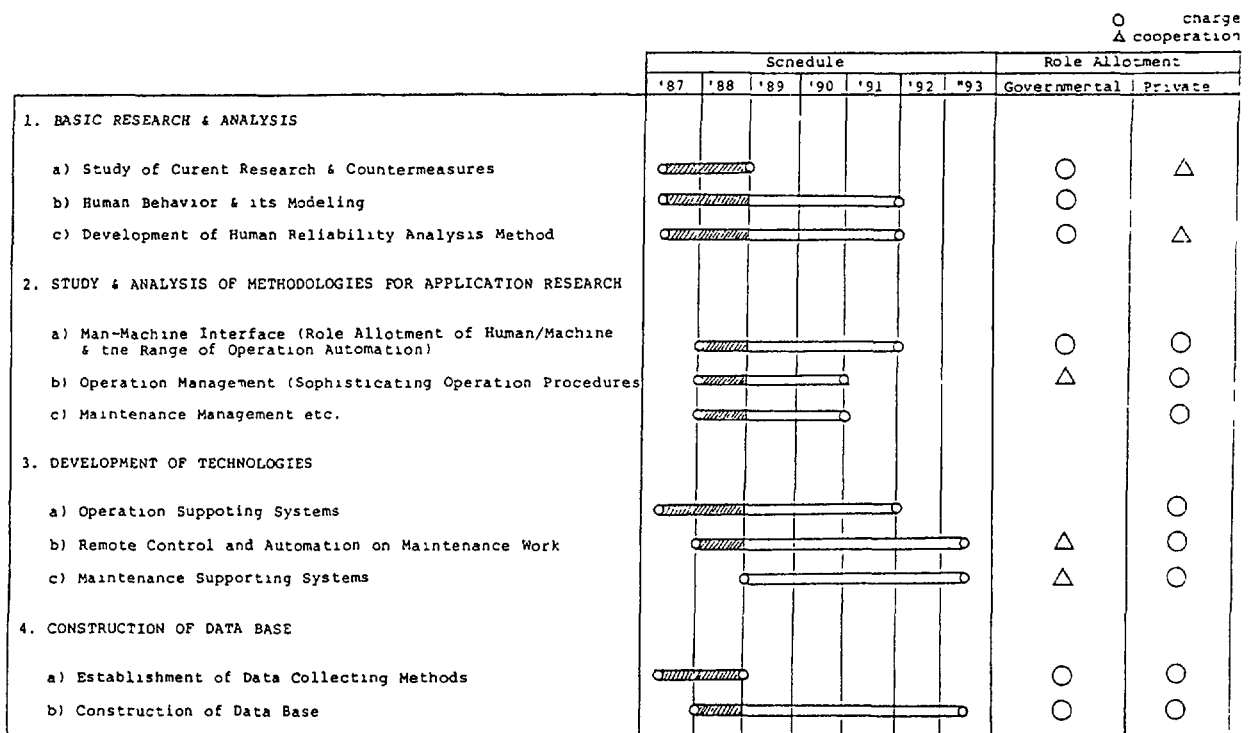 ○ charge
△ cooperation
Schedule Role Allotment
'87 '88 '89 '90 '91 '92 "93 Governmental Private
1. BASIC RESEARCH & ANALYSIS
a) Study of Curent Research & Countermeasures ○ △
b) Human Behavior & its Modeling ○
c) Development of Human Reliability Analysis Method ○ △
2. STUDY & ANALYSIS OF METHODOLOGIES FOR APPLICATION RESEARCH
a) Man-Machine Interface (Role Allotment of Human/Machine
& the Range of Operation Automation) ○ ○
b) Operation Management (Sophisticating Operation Procedures △ ○
c) Maintenance Management etc. ○
3. DEVELOPMENT OF TECHNOLOGIES
a) Operation Suppoting Systems ○
b) Remote Control and Automation on Maintenance Work △ ○
c) Maintenance Supporting Systems △ ○
4. CONSTRUCTION OF DATA BASE
a) Establishment of Data Collecting Methods ○ ○
b) Construction of Data Base ○ ○